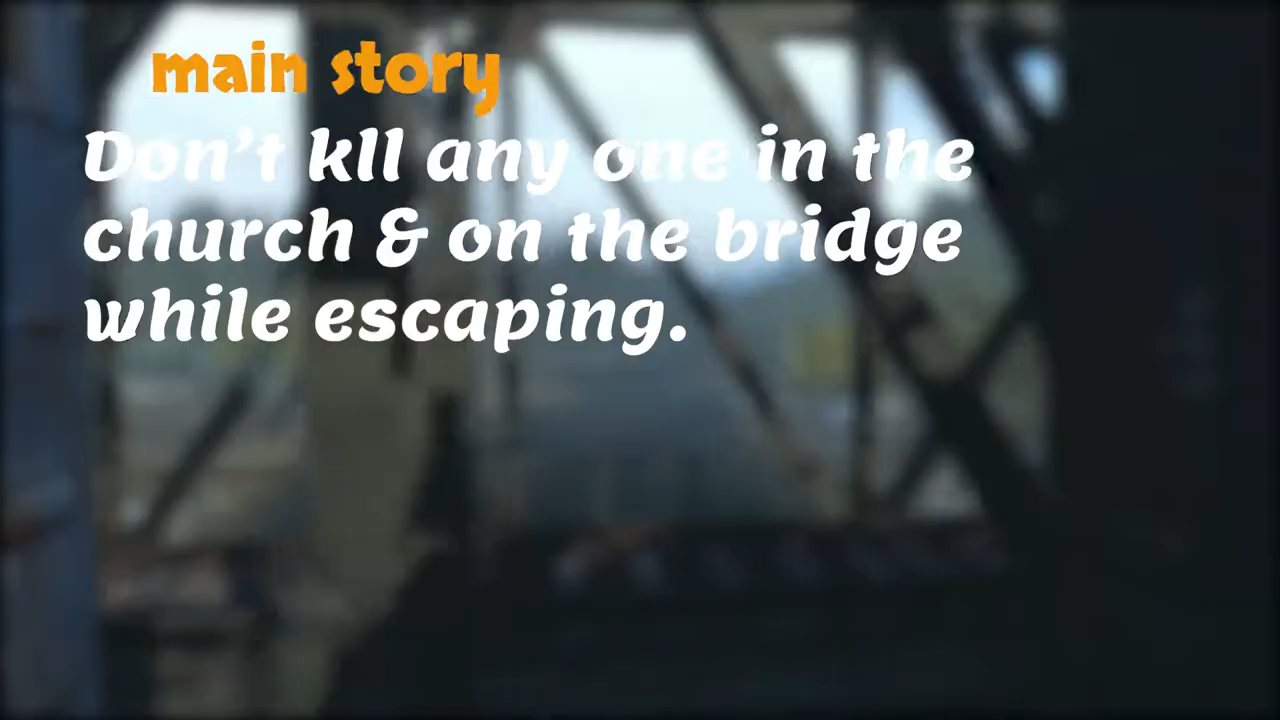 main story
Don't kll any one in the
church & on the bridge
while escaping.